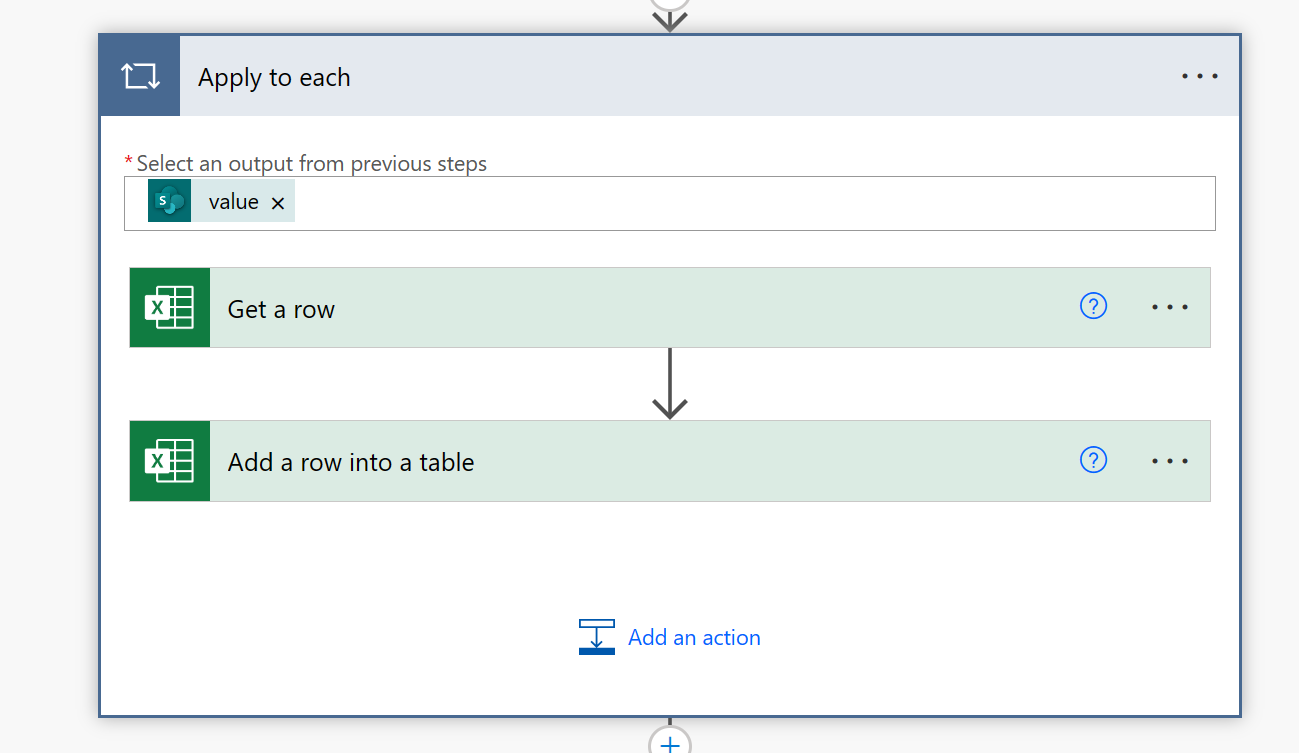 Apply to each
* Select an output from previous steps
S value ×
X Get a row ?
X Add a row into a table ?
Add an action